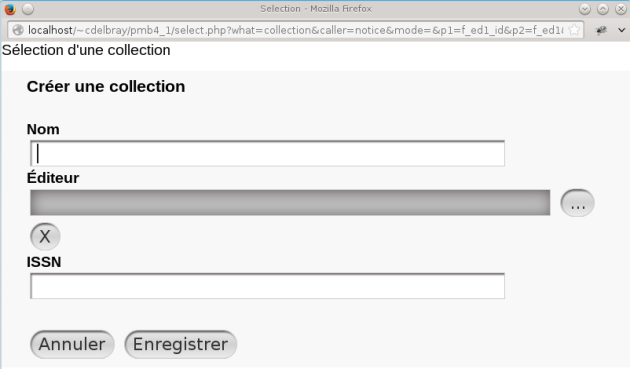 Selection - Mozilla Firefox
localhost/~cdelbray/pmb4_1/select.php?what=collection&caller=notice&mode=&p1=f_ed1_id&p2=f_ed1
Sélection d'une collection
Créer une collection
Nom
Éditeur
...
X
ISSN
Annuler Enregistrer